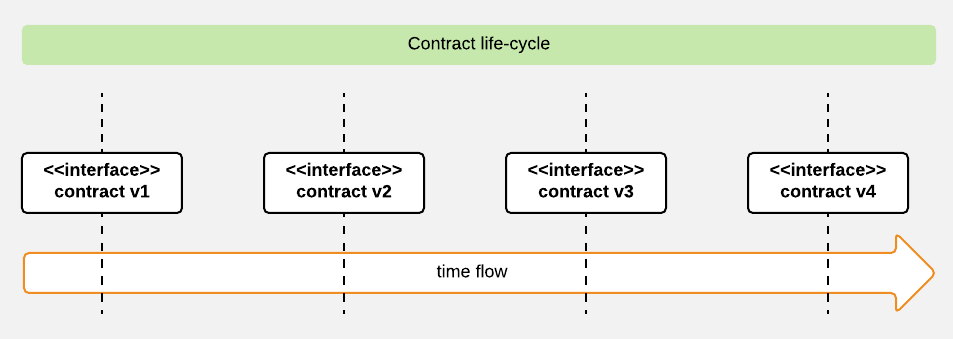 Contract life-cycle
<<interface>>
contract v1
<<interface>>
contract v2
<<interface>>
contract v3
<<interface>>
contract v4
time flow